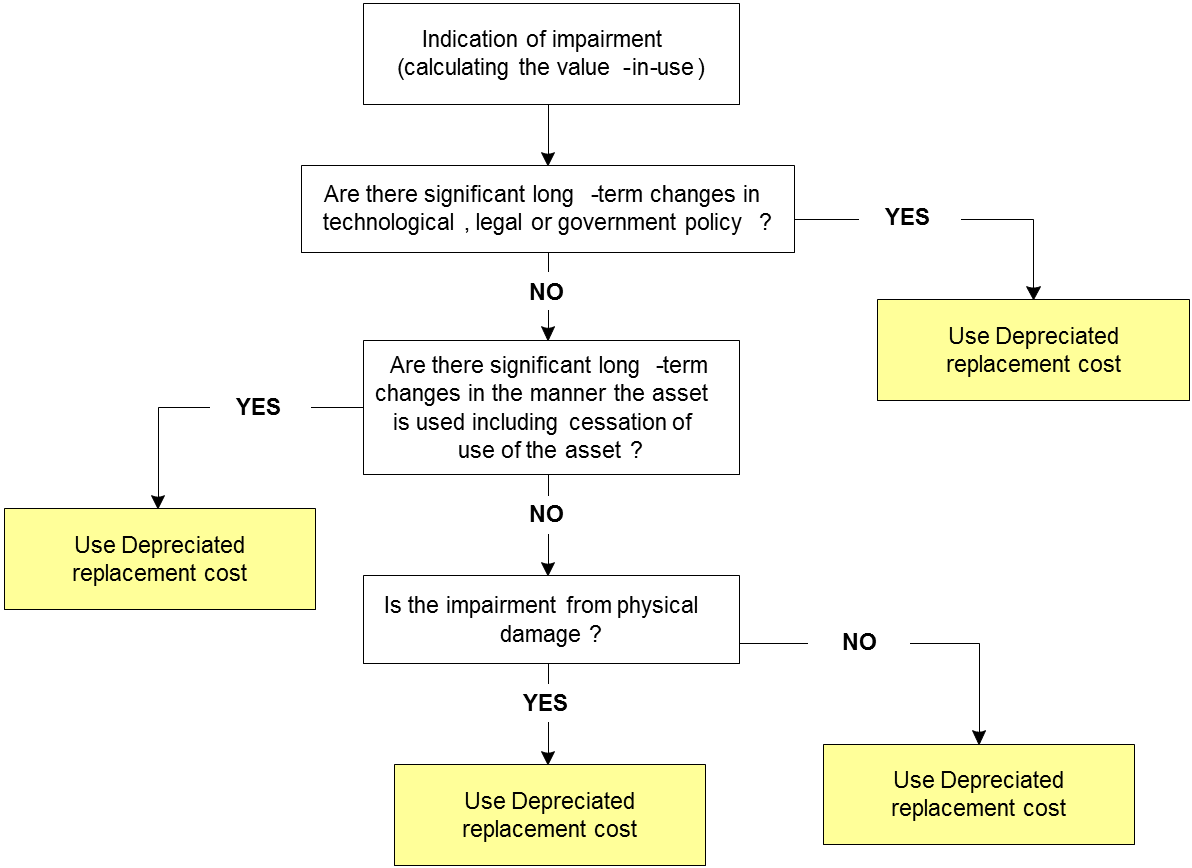 Indication of impairment
(calculating the value -in-use )
Are there significant long -term changes in
technological , legal or government policy ?
YES
NO
Use Depreciated
replacement cost
Are there significant long -term
changes in the manner the asset
is used including cessation of
use of the asset ?
YES
NO
Use Depreciated
replacement cost
Is the impairment from physical
damage ?
NO
YES
Use Depreciated
replacement cost
Use Depreciated
replacement cost